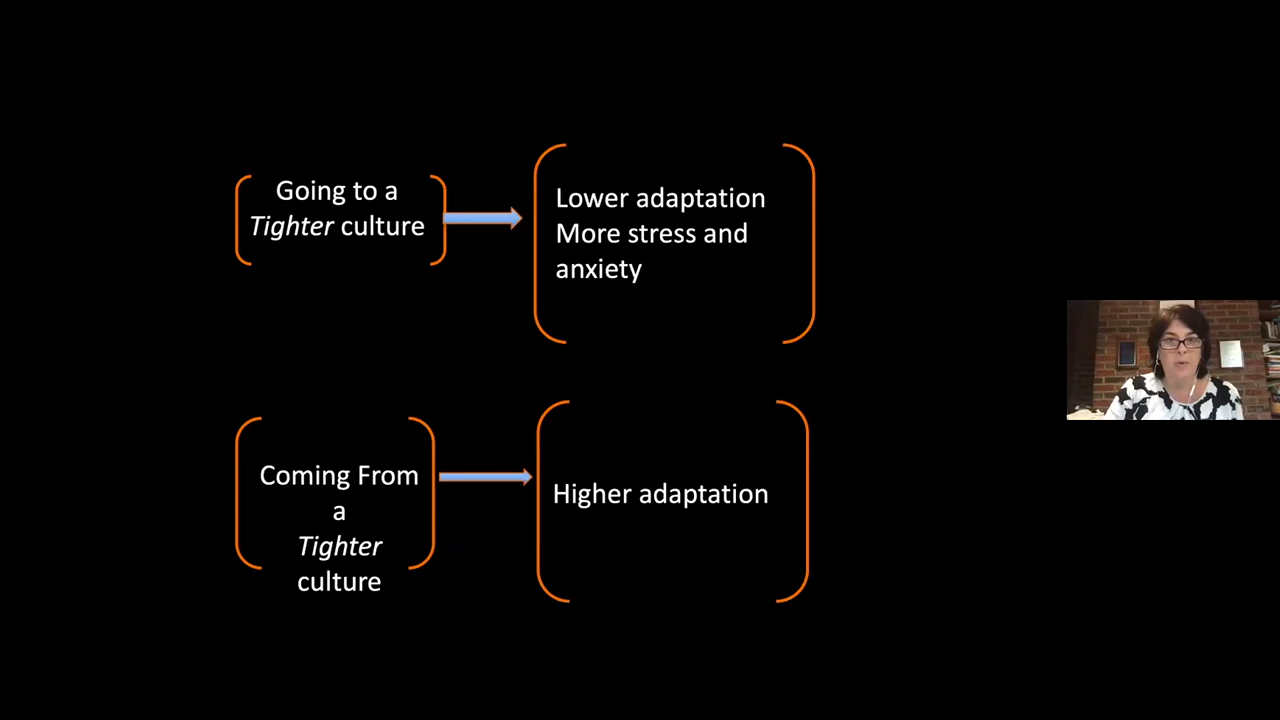 Going to a
Tighter culture
Lower adaptation
More stress and
anxiety
Coming From
a
Tighter
culture
Higher adaptation